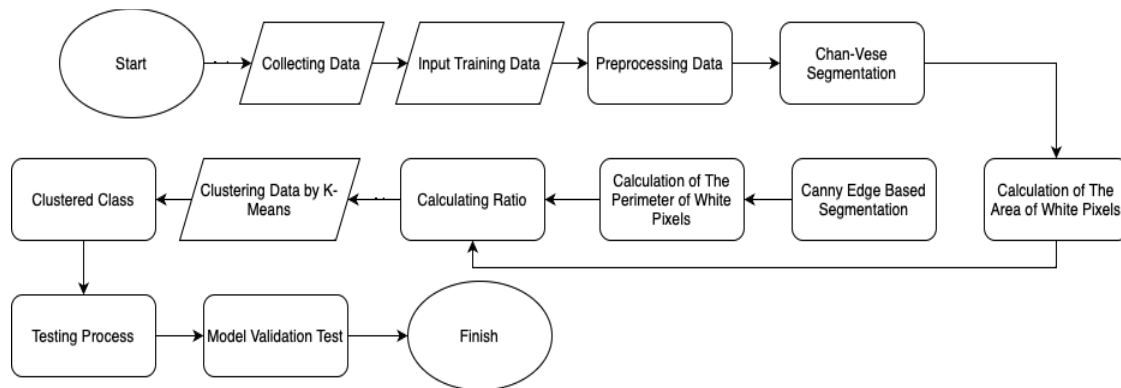 Start
Collecting Data
Input Training Data
Preprocessing Data
Chan-Vese
Segmentation
Clustered Class
Clustering Data by K-
Means
Calculating Ratio
Calculation of The
Perimeter of White
Pixels
Canny Edge Based
Segmentation
Calculation of The
Area of White Pixels
Testing Process
Model Validation Test
Finish